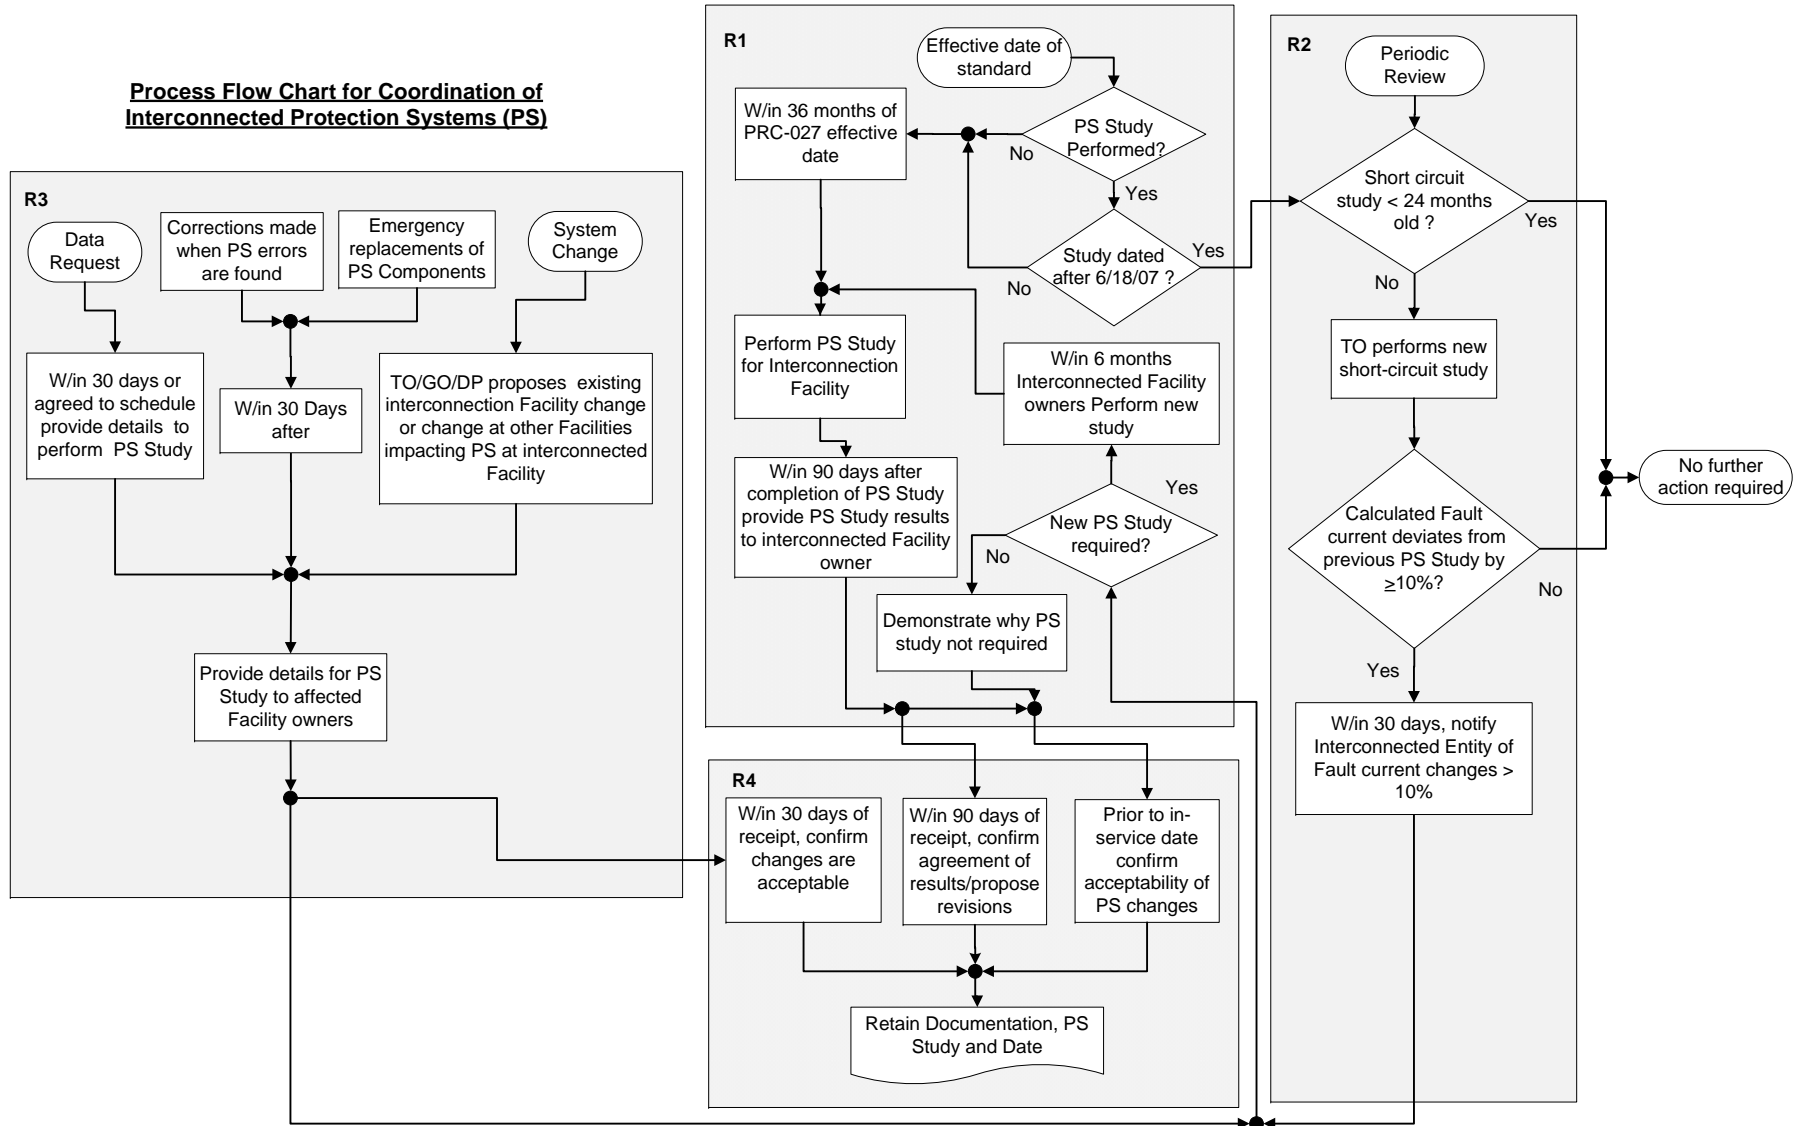 Process Flow Chart for Coordination of
Interconnected Protection Systems (PS)
R3
Data
Request
Corrections made
when PS errors
are found
Emergency
replacements of
PS Components
System
Change
W/in 30 days or
agreed to schedule
provide details to
perform PS Study
W/in 30 Days
after
TO/GO/DP proposes existing
interconnection Facility change
or change at other Facilities
impacting PS at interconnected
Facility
Provide details for PS
Study to affected
Facility owners
R1
Effective date of
standard
W/in 36 months of
PRC-027 effective
date
PS Study
Performed?
No
Yes
Study dated
after 6/18/07 ?
No
Yes
Perform PS Study
for Interconnection
Facility
W/in 6 months
Interconnected Facility
owners Perform new
study
W/in 90 days after
completion of PS Study
provide PS Study results
to interconnected Facility
owner
Yes
New PS Study
required?
No
Demonstrate why PS
study not required
R4
W/in 30 days of
receipt, confirm
changes are
acceptable
W/in 90 days of
receipt, confirm
agreement of
results/propose
revisions
Prior to in-
service date
confirm
acceptability of
PS changes
Retain Documentation, PS
Study and Date
R2
Periodic
Review
Short circuit
study < 24 months
old ?
Yes
No
TO performs new
short-circuit study
No further
action required
Calculated Fault
current deviates from
previous PS Study by
≥10%?
No
Yes
W/in 30 days, notify
Interconnected Entity of
Fault current changes >
10%